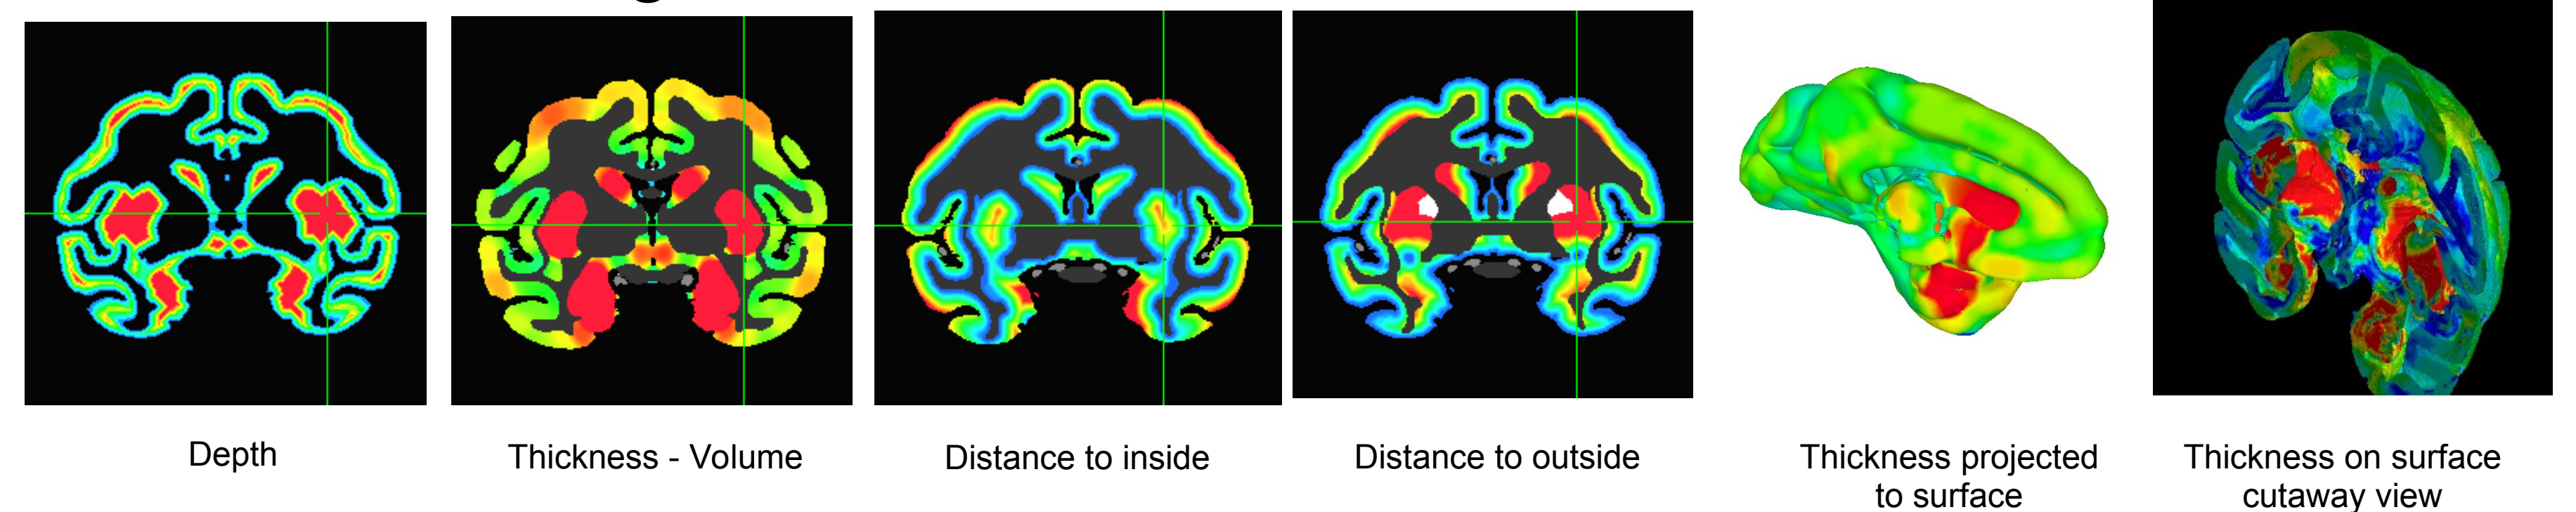 Depth
Thickness - Volume
Distance to inside
Distance to outside
Thickness projected
to surface
Thickness on surface
cutaway view